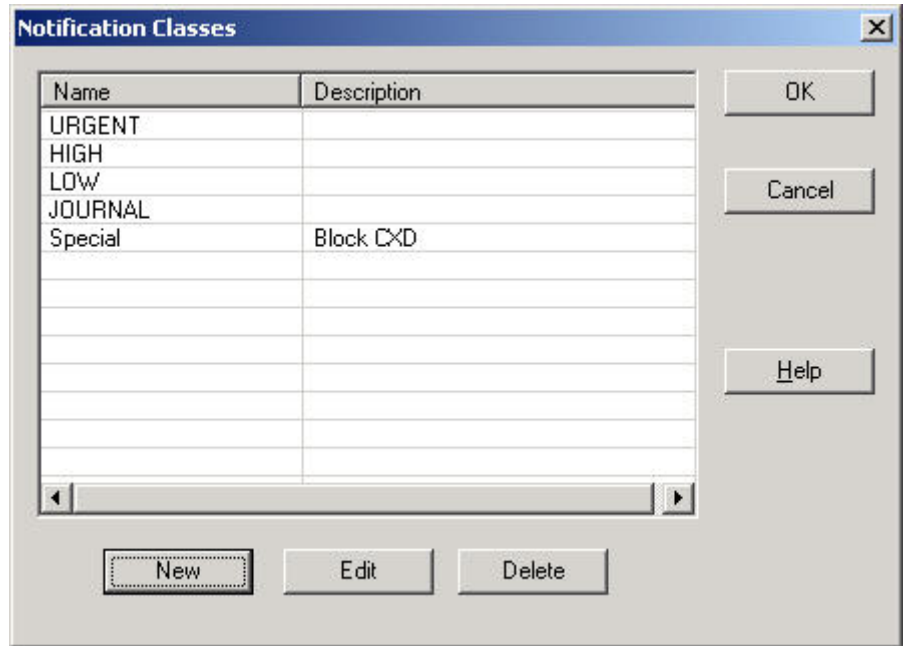 Notification Classes
Name Description
URGENT
HIGH
LOW
JOURNAL
Special Block CXD
OK
Cancel
Help
New Edit Delete